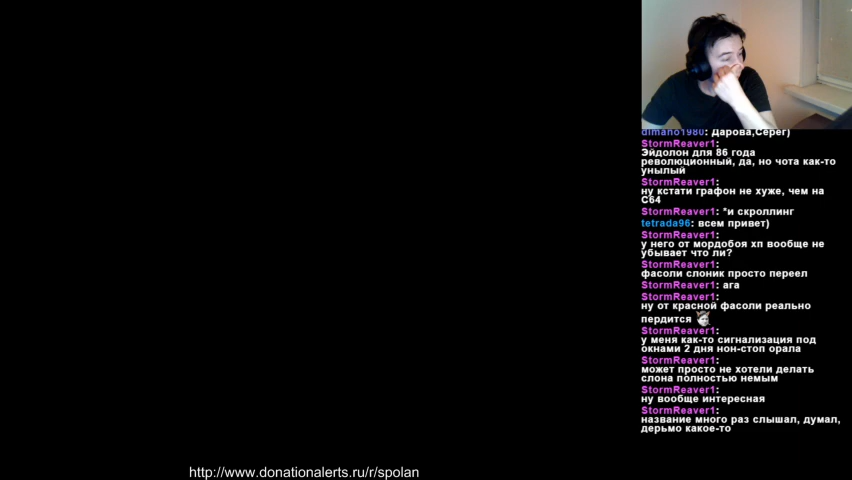 dimano1980: Дарова,Серег)
StormReaver1:
Эйдолон для 86 года
революционный, да, но чота как-то
унылый
StormReaver1:
ну кстати графон не хуже, чем на
C64
StormReaver1: *и скроллинг
tetrada96: всем привет)
StormReaver1:
у него от мордобоя хп вообще не
убывает что ли?
StormReaver1:
фасоли слоник просто переел
StormReaver1: ага
StormReaver1:
ну от красной фасоли реально
пердится
StormReaver1:
у меня как-то сигнализация под
окнами 2 дня нон-стоп орала
StormReaver1:
может просто не хотели делать
слона полностью немым
StormReaver1:
ну вообще интересная
StormReaver1:
название много раз слышал, думал,
дерьмо какое-то
http://www.donationalerts.ru/r/spolan